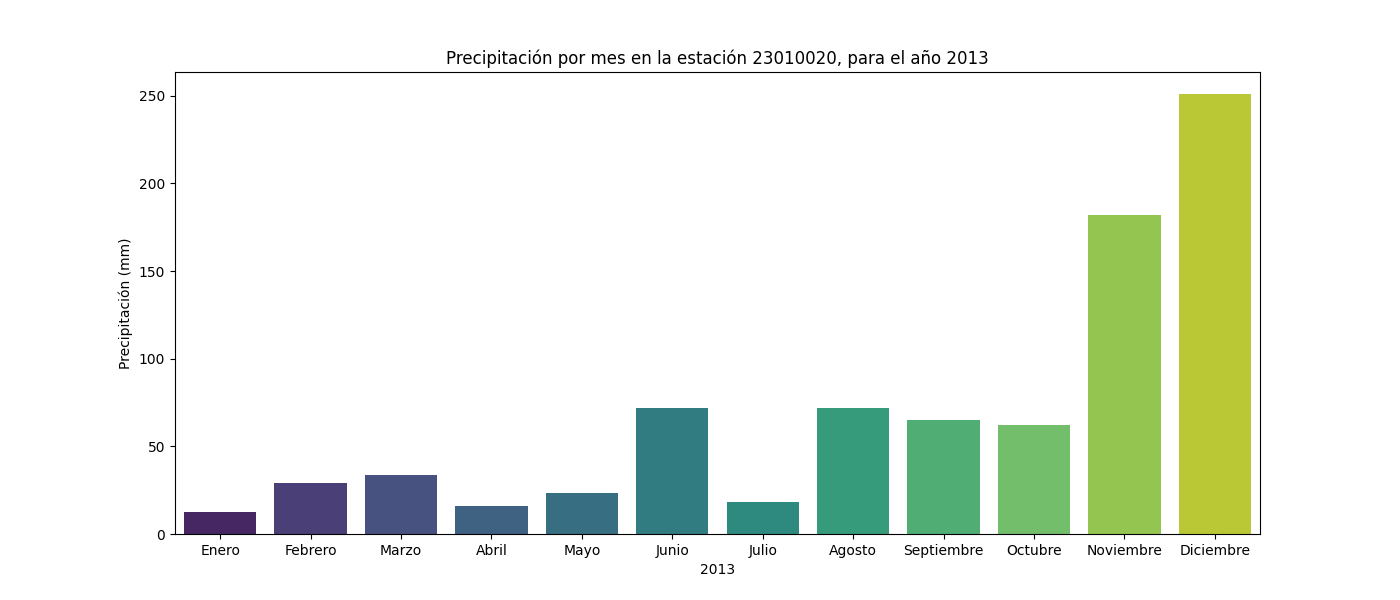 Precipitación por mes en la estación 23010020, para el año 2013
Precipitación (mm)
250
200
150
100
50
0
Enero Febrero Marzo Abril Mayo Junio Julio Agosto Septiembre Octubre Noviembre Diciembre
2013